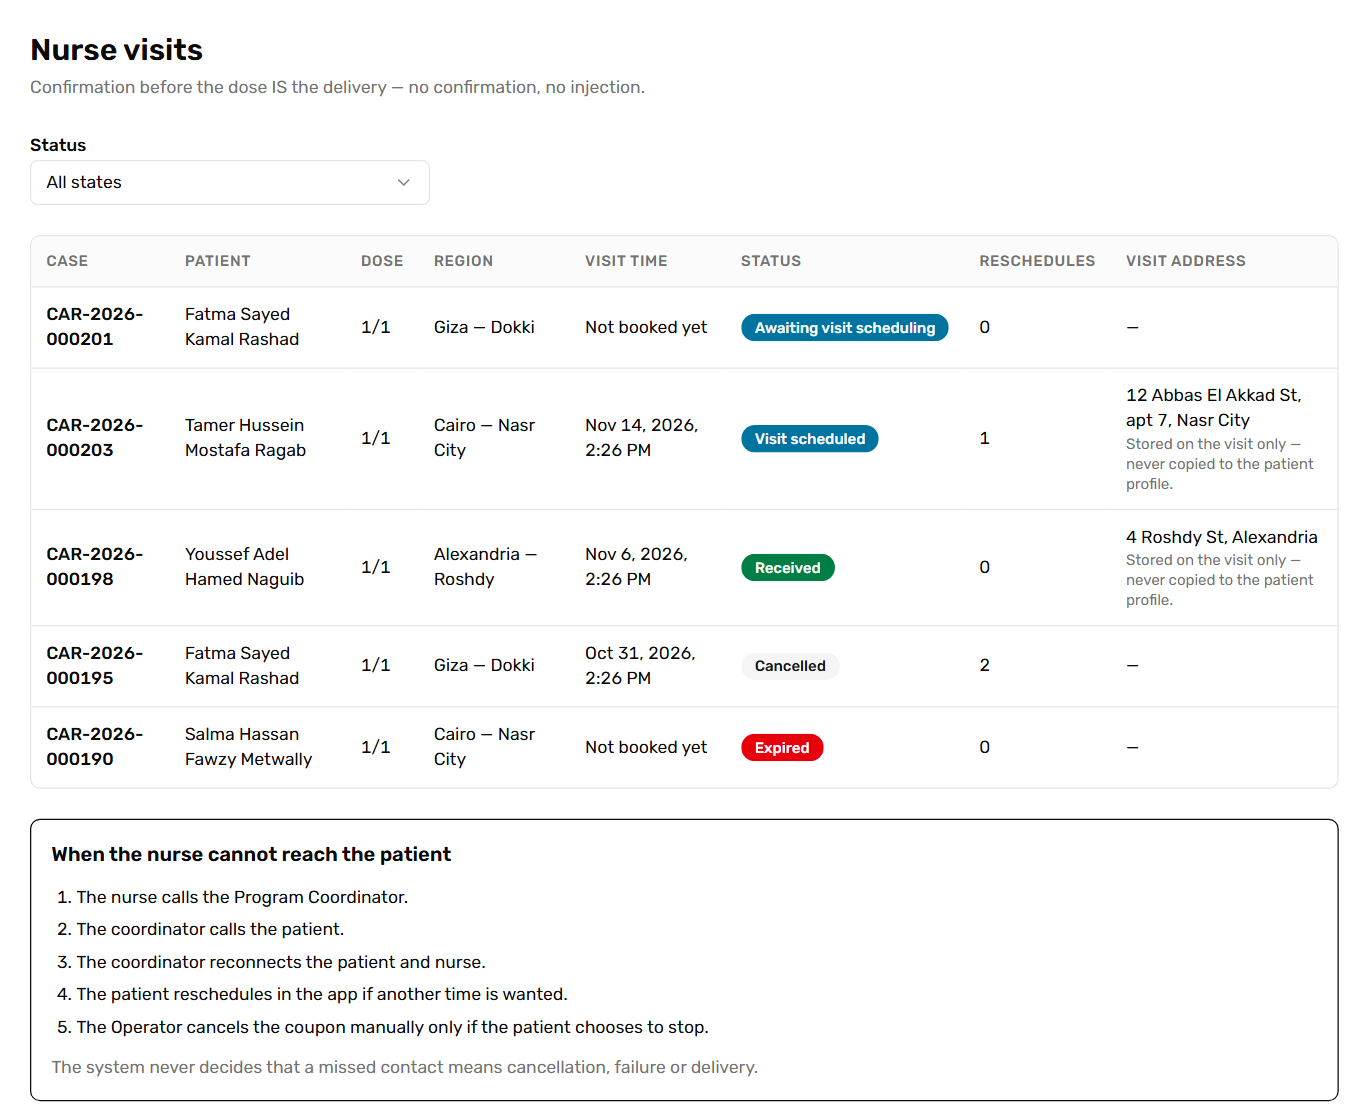 Nurse visits
Confirmation before the dose IS the delivery — no confirmation, no injection.
Status
All states
CASE PATIENT DOSE REGION VISIT TIME STATUS RESCHEDULES VISIT ADDRESS
CAR-2026-000201 Fatma Sayed Kamal Rashad 1/1 Giza — Dokki Not booked yet Awaiting visit scheduling 0 —
CAR-2026-000203 Tamer Hussein Mostafa Ragab 1/1 Cairo — Nasr City Nov 14, 2026, 2:26 PM Visit scheduled 1 12 Abbas El Akkad St, apt 7, Nasr City
Stored on the visit only — never copied to the patient profile.
CAR-2026-000198 Youssef Adel Hamed Naguib 1/1 Alexandria — Roshdy Nov 6, 2026, 2:26 PM Received 0 4 Roshdy St, Alexandria
Stored on the visit only — never copied to the patient profile.
CAR-2026-000195 Fatma Sayed Kamal Rashad 1/1 Giza — Dokki Oct 31, 2026, 2:26 PM Cancelled 2 —
CAR-2026-000190 Salma Hassan Fawzy Metwally 1/1 Cairo — Nasr City Not booked yet Expired 0 —
When the nurse cannot reach the patient
1. The nurse calls the Program Coordinator.
2. The coordinator calls the patient.
3. The coordinator reconnects the patient and nurse.
4. The patient reschedules in the app if another time is wanted.
5. The Operator cancels the coupon manually only if the patient chooses to stop.
The system never decides that a missed contact means cancellation, failure or delivery.